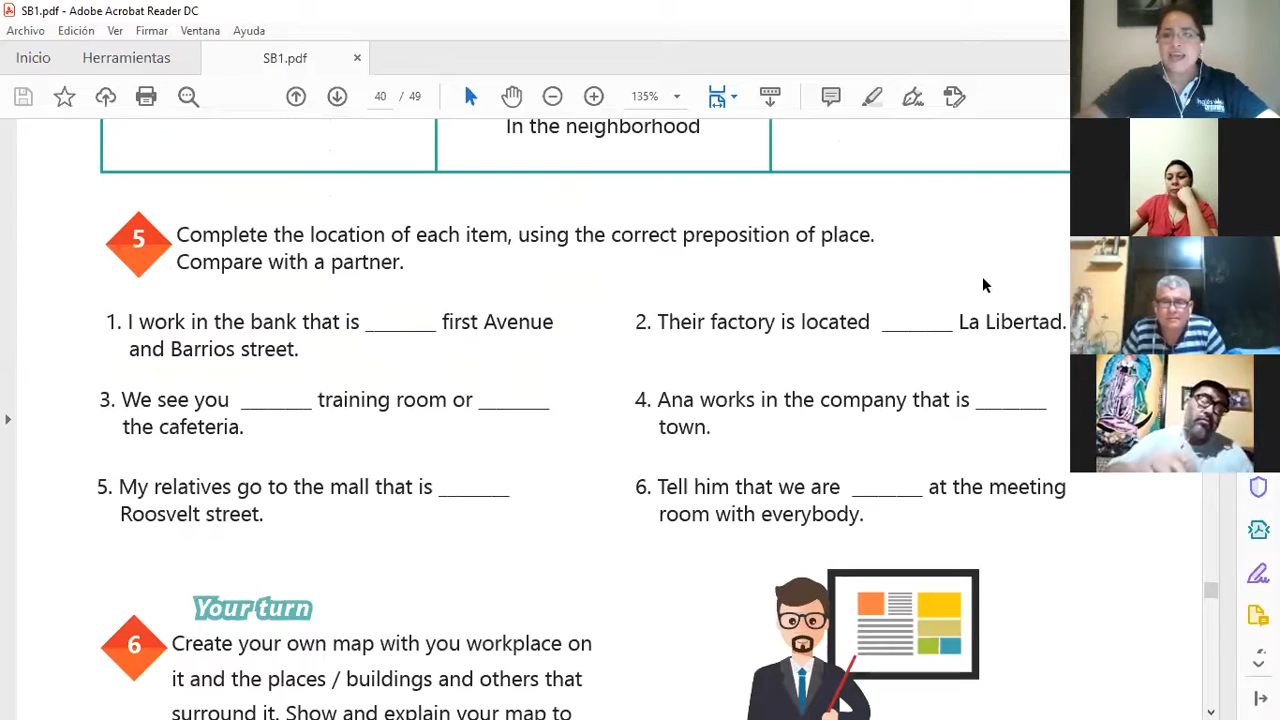 SB1.pdf - Adobe Acrobat Reader DC
Archivo Edición Ver Firmar Ventana Ayuda
Inicio Herramientas SB1.pdf ×
40 / 49 135%
In the neighborhood
5 Complete the location of each item, using the correct preposition of place.
Compare with a partner.
1. I work in the bank that is _______ first Avenue
and Barrios street.
2. Their factory is located _______ La Libertad.
3. We see you _______ training room or _______
the cafeteria.
4. Ana works in the company that is _______
town.
5. My relatives go to the mall that is _______
Roosvelt street.
6. Tell him that we are _______ at the meeting
room with everybody.
Your turn
6 Create your own map with you workplace on
it and the places / buildings and others that
surround it. Show and explain your map to